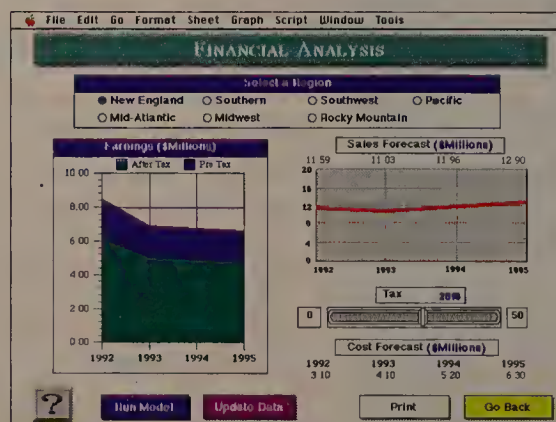 File Edit Go Format Sheet Graph Script Window Tools
FINANCIAL ANALYSIS
Select a Region
New England Southern Southwest Pacific
Mid-Atlantic Midwest Rocky Mountain
Earnings ($Millions)
After Tax Pre Tax
10 00
8 00
6 00
4 00
2 00
0 00
1992 1993 1994 1995
Sales Forecast ($Millions)
11 59 11 03 11 96 12 90
20
16
12
8
4
0
1992 1993 1994 1995
Tax
0 50
Cost Forecast ($Millions)
1992 1993 1994 1995
3 10 4 10 5 20 6 30
? Run Model Update Data Print Go Back